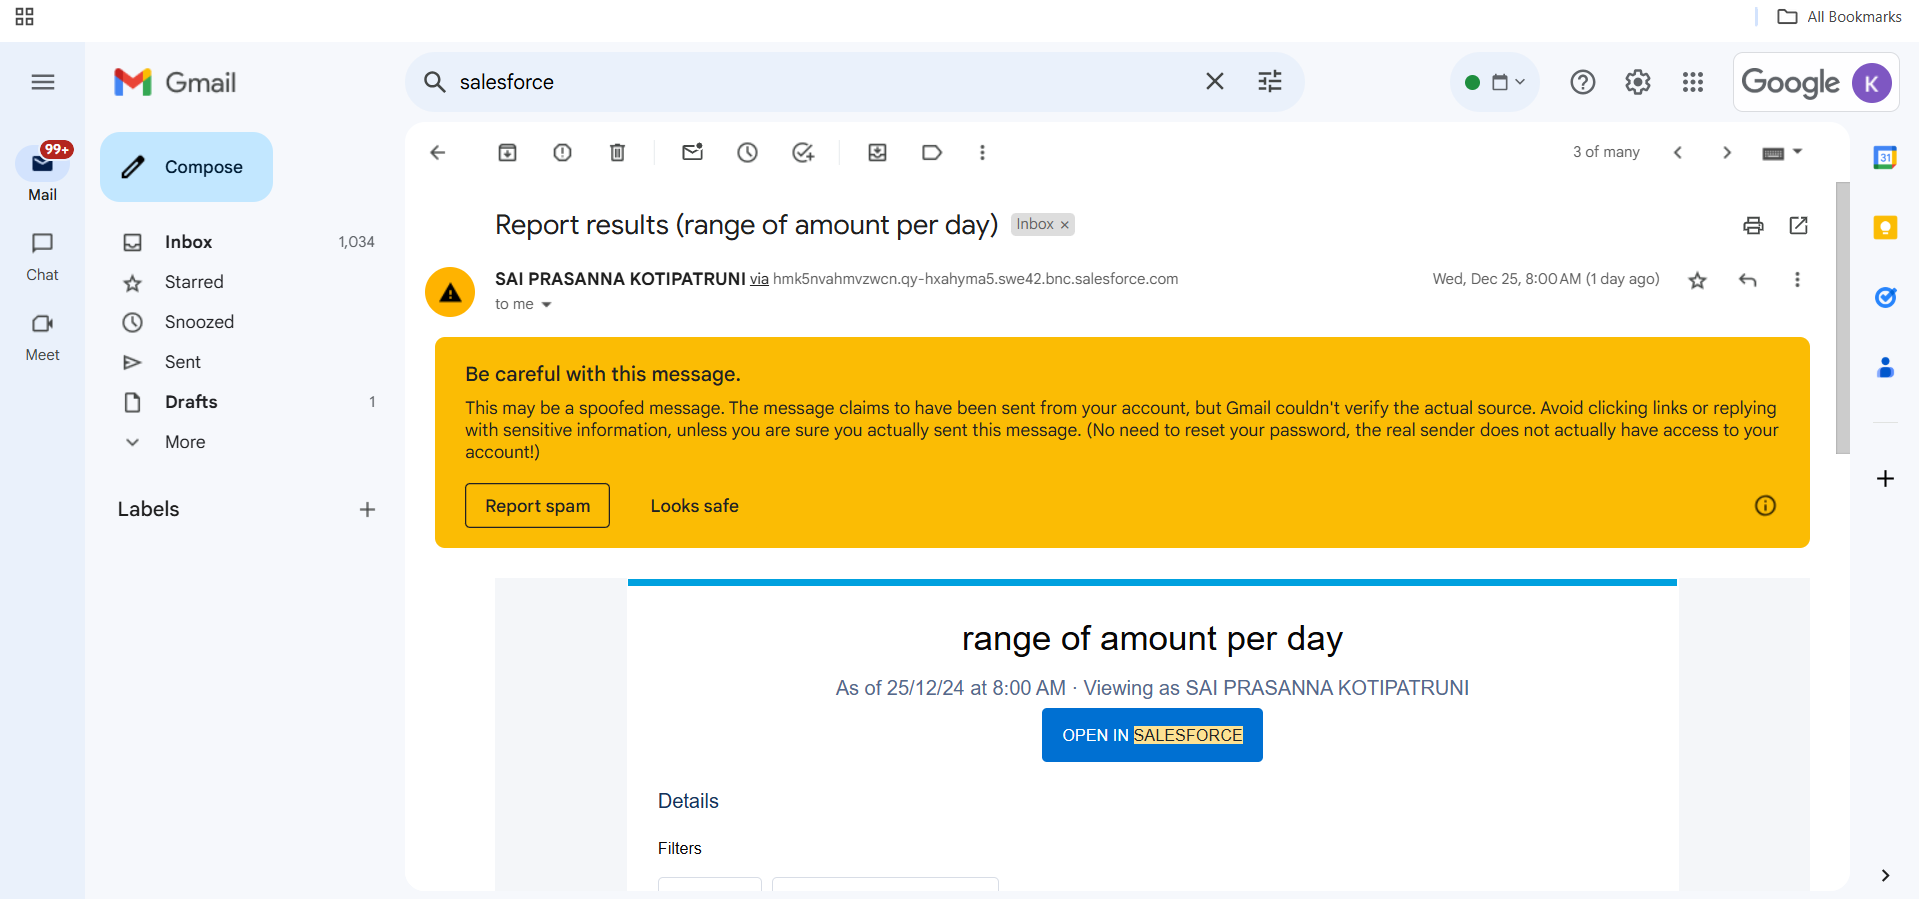 All Bookmarks
Gmail
salesforce
Google
K
99+
Mail
Chat
Meet
Compose
Inbox 1,034
Starred
Snoozed
Sent
Drafts 1
More
Labels
3 of many
31
Report results (range of amount per day) Inbox ×
SAI PRASANNA KOTIPATRUNI via hmk5nvahmvzwcn.qy-hxahyma5.swe42.bnc.salesforce.com
Wed, Dec 25, 8:00 AM (1 day ago)
to me
Be careful with this message.
This may be a spoofed message. The message claims to have been sent from your account, but Gmail couldn't verify the actual source. Avoid clicking links or replying
with sensitive information, unless you are sure you actually sent this message. (No need to reset your password, the real sender does not actually have access to your
account!)
Report spam
Looks safe
range of amount per day
As of 25/12/24 at 8:00 AM · Viewing as SAI PRASANNA KOTIPATRUNI
OPEN IN SALESFORCE
Details
Filters